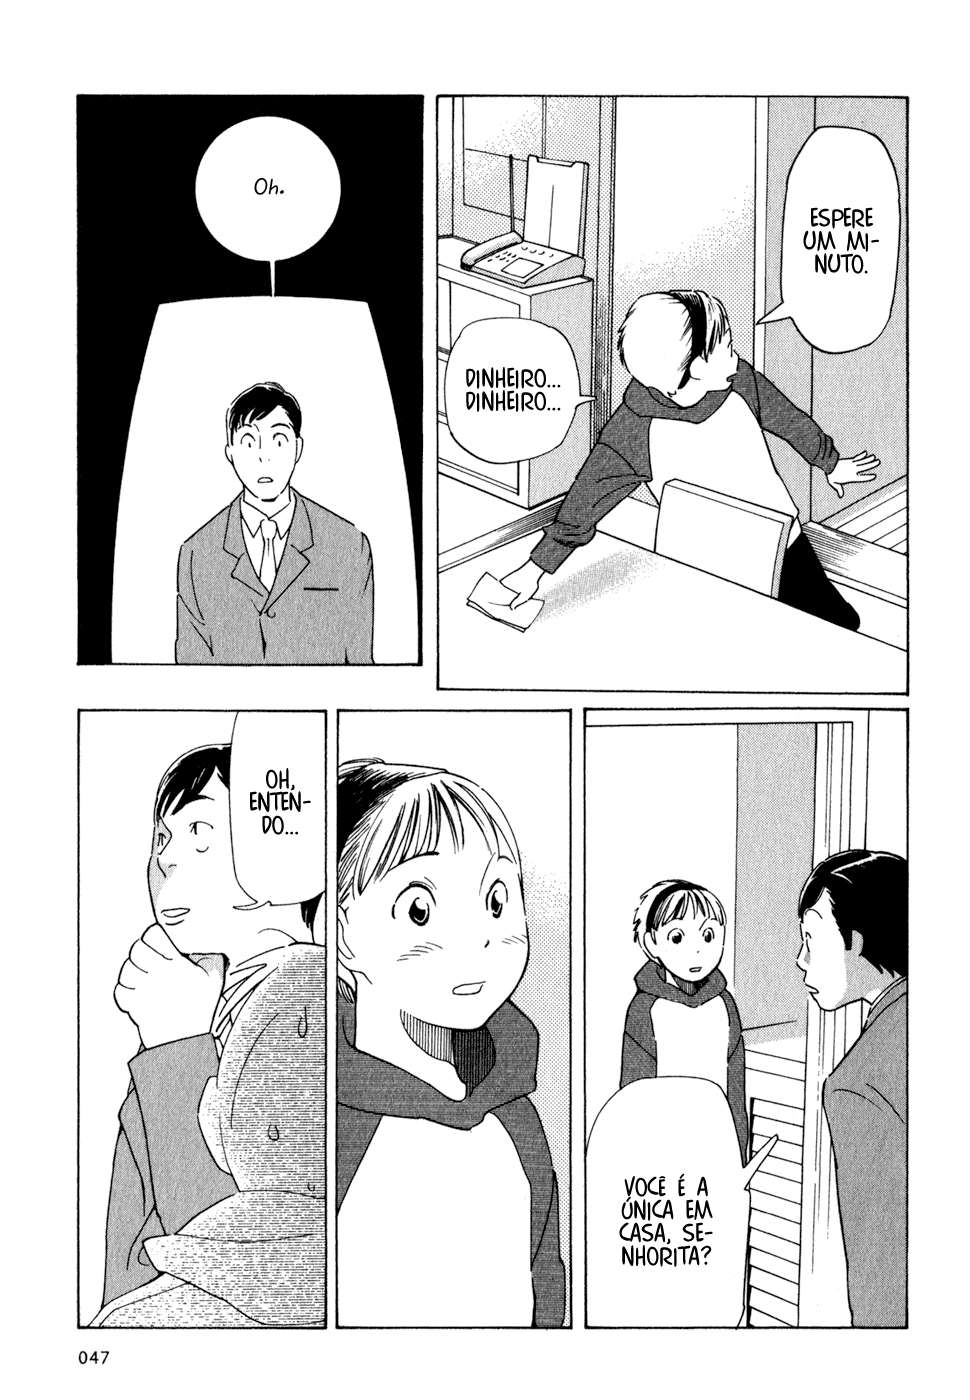 ESPERE
UM MI-
NUTO.
DINHEIRO...
DINHEIRO...
Oh.
VOCÊ É A
ÚNICA EM
CASA, SE-
NHORITA?
OH,
ENTEN-
DO...
047